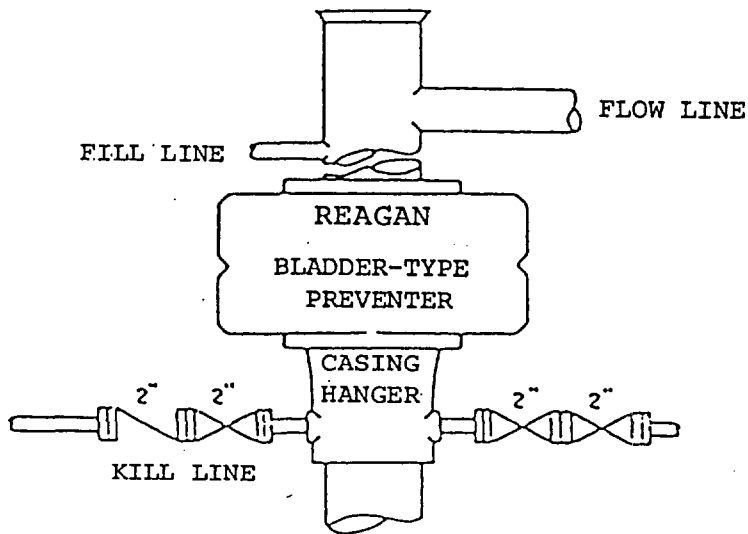 FLOW LINE
FILL LINE
REAGAN
BLADDER-TYPE
PREVENTER
CASING
HANGER
2" 2" 2" 2"
KILL LINE